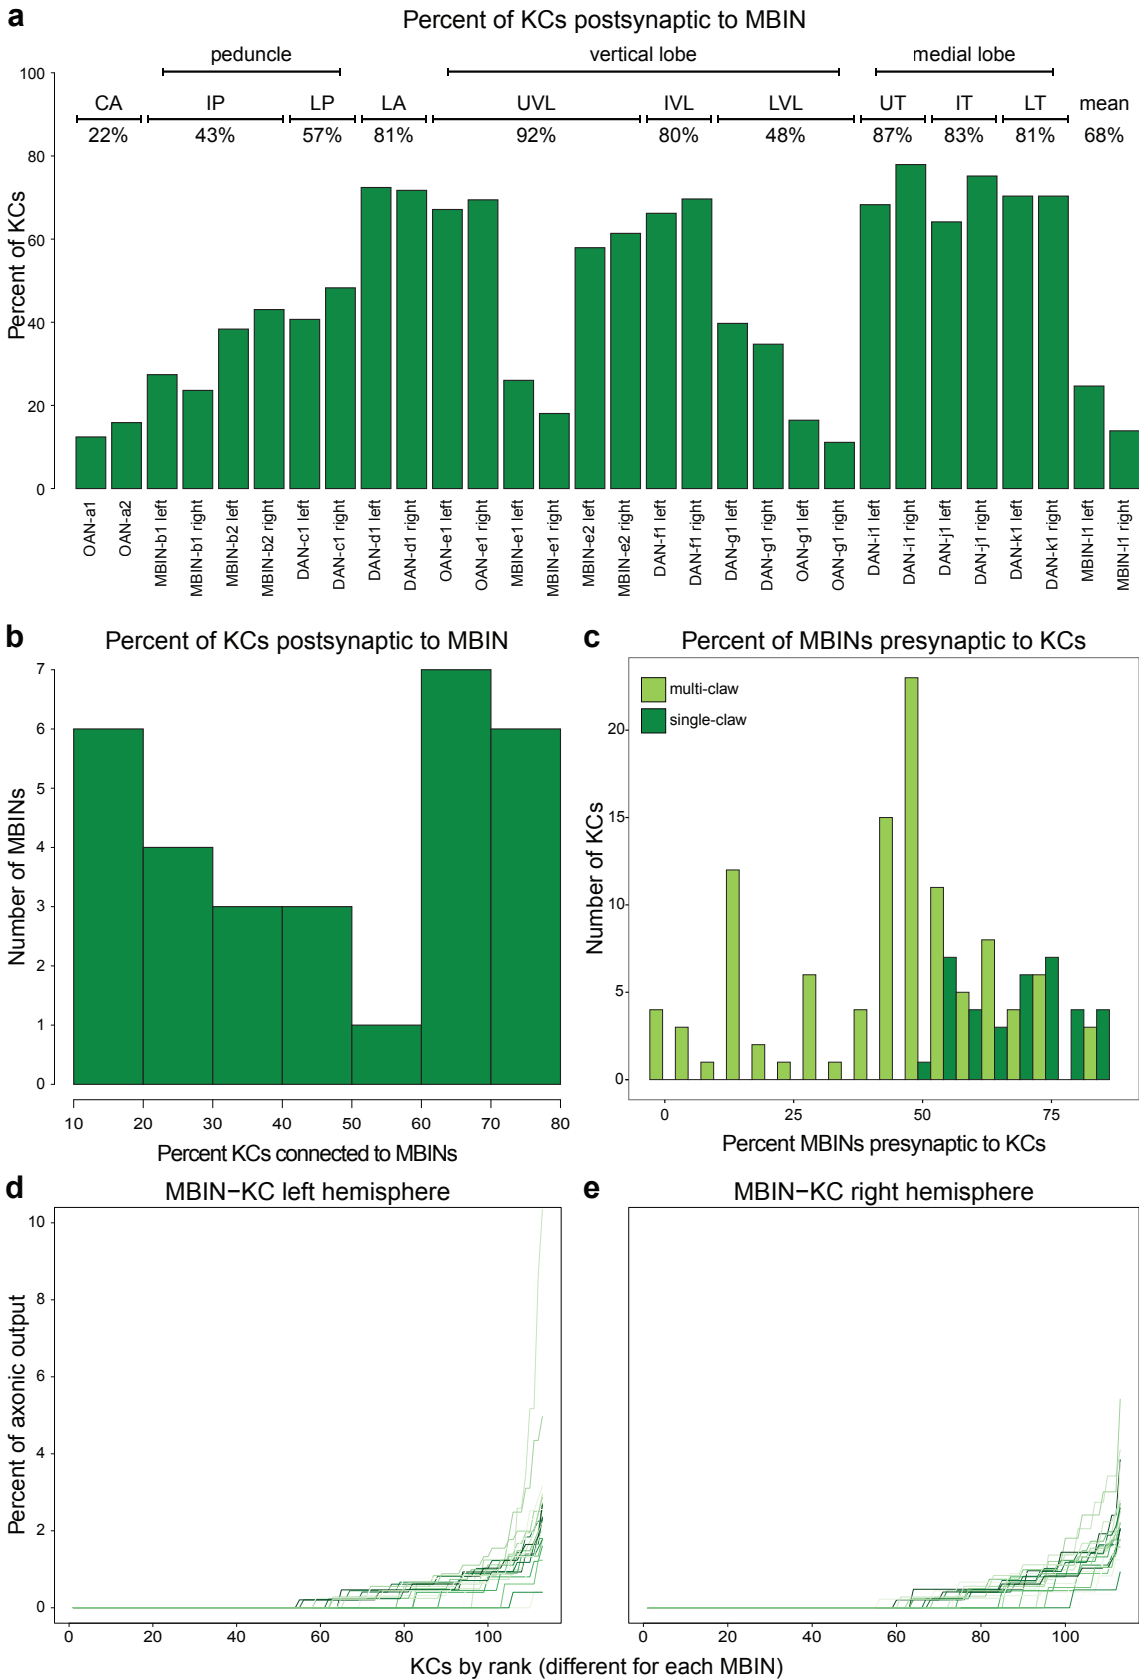 a
Percent of KCs postsynaptic to MBIN
peduncle
vertical lobe
medial lobe
CA IP LP LA UVL IVL LVL UT IT LT mean
22% 43% 57% 81% 92% 80% 48% 87% 83% 81% 68%
Percent of KCs
100
80
60
40
20
0
OAN-a1
OAN-a2
MBIN-b1 left
MBIN-b1 right
MBIN-b2 left
MBIN-b2 right
DAN-c1 left
DAN-c1 right
DAN-d1 left
DAN-d1 right
OAN-e1 left
OAN-e1 right
MBIN-e1 left
MBIN-e1 right
MBIN-e2 left
MBIN-e2 right
DAN-f1 left
DAN-f1 right
DAN-g1 left
DAN-g1 right
OAN-g1 left
OAN-g1 right
DAN-i1 left
DAN-i1 right
DAN-j1 left
DAN-j1 right
DAN-k1 left
DAN-k1 right
MBIN-l1 left
MBIN-l1 right
b
Percent of KCs postsynaptic to MBIN
Number of MBINs
7
6
5
4
3
2
1
0
10 20 30 40 50 60 70 80
Percent KCs connected to MBINs
c
Percent of MBINs presynaptic to KCs
multi-claw
single-claw
Number of KCs
20
15
10
5
0
0 25 50 75
Percent MBINs presynaptic to KCs
d
MBIN−KC left hemisphere
Percent of axonic output
10
8
6
4
2
0
0 20 40 60 80 100
e
MBIN−KC right hemisphere
0 20 40 60 80 100
KCs by rank (different for each MBIN)